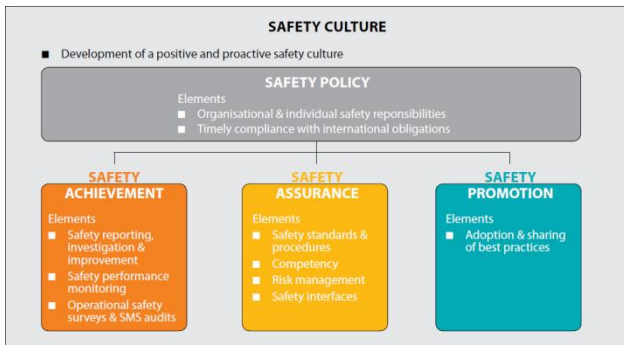 SAFETY CULTURE
■ Development of a positive and proactive safety culture
SAFETY POLICY
Elements
■ Organisational & individual safety reponsibilities
■ Timely compliance with international obligations
SAFETY
ACHIEVEMENT
Elements
■ Safety reporting,
investigation &
improvement
■ Safety performance
monitoring
■ Operational safety
surveys & SMS audits
SAFETY
ASSURANCE
Elements
■ Safety standards &
procedures
■ Competency
■ Risk management
■ Safety interfaces
SAFETY
PROMOTION
Elements
■ Adoption & sharing
of best practices